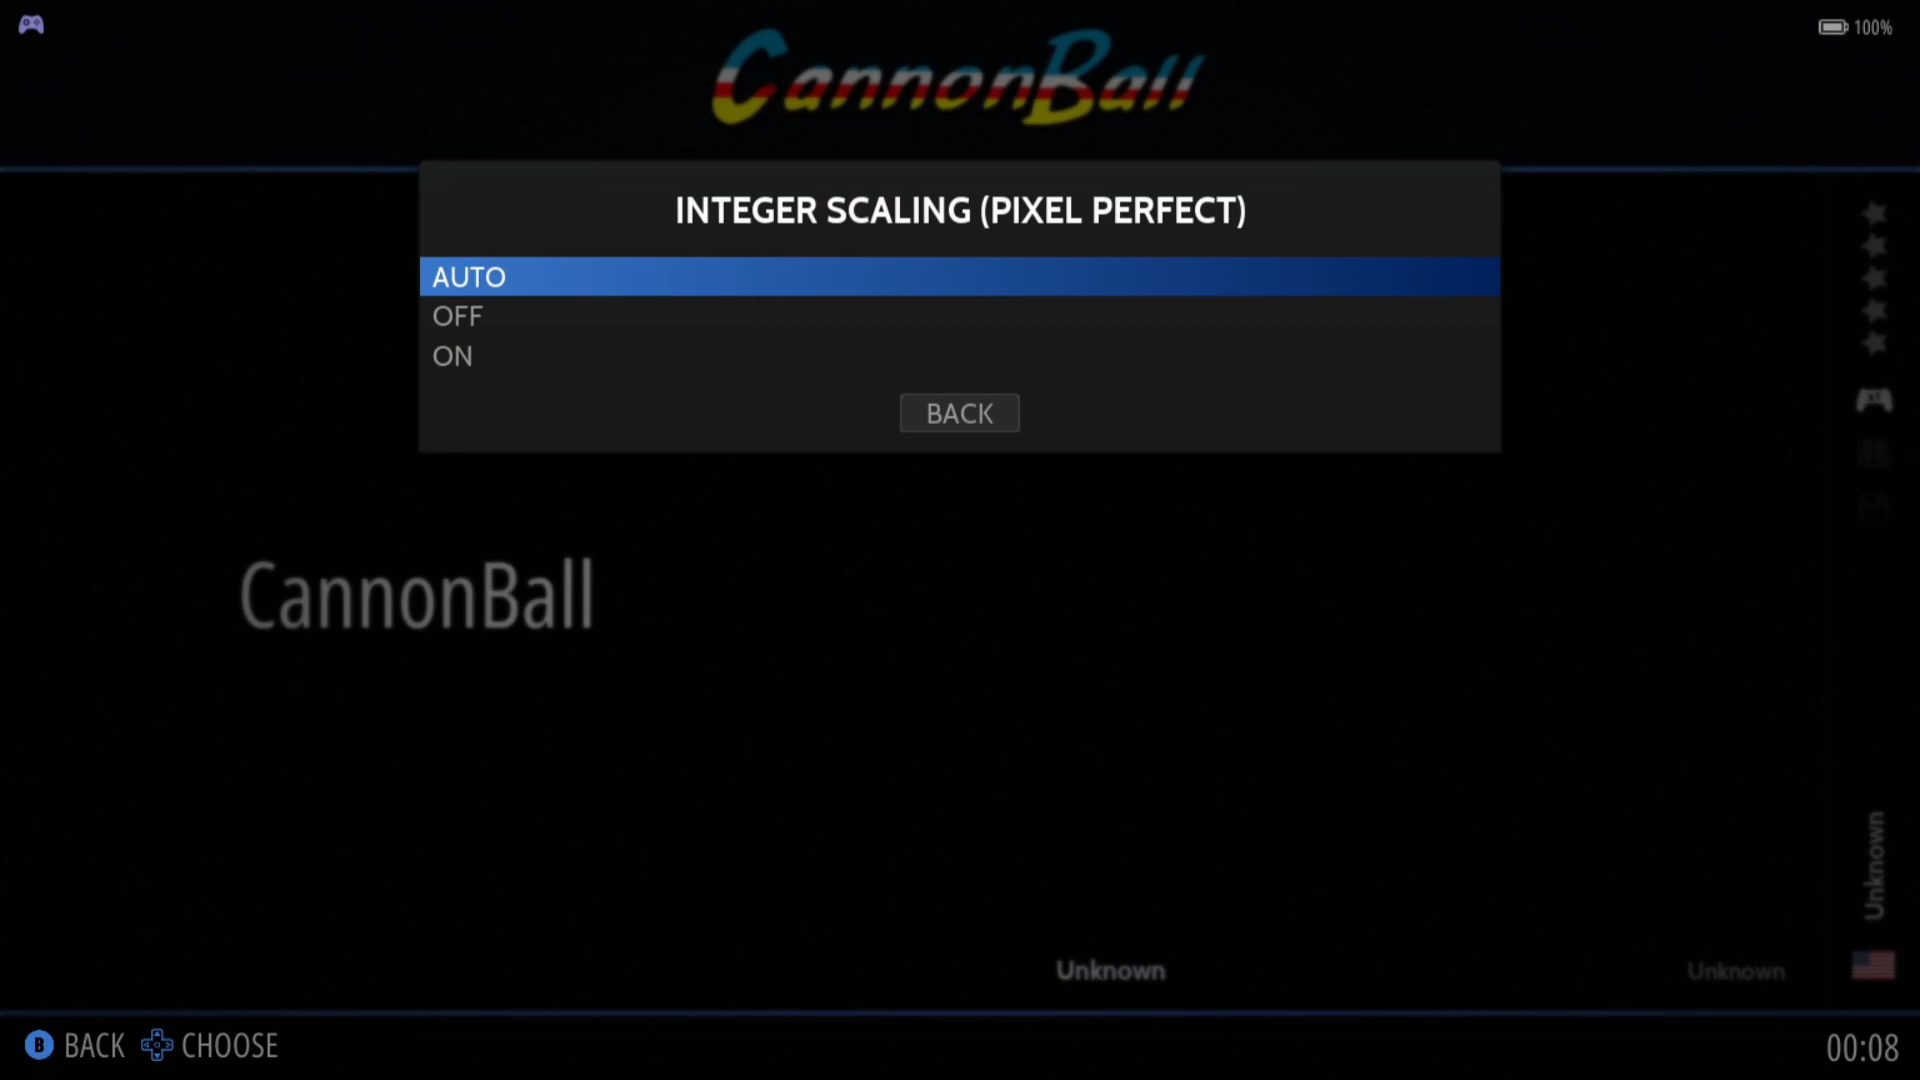 100%
CannonBall
INTEGER SCALING (PIXEL PERFECT)
AUTO
OFF
ON
BACK
CannonBall
Unknown
Unknown
Unknown
B BACK CHOOSE
00:08